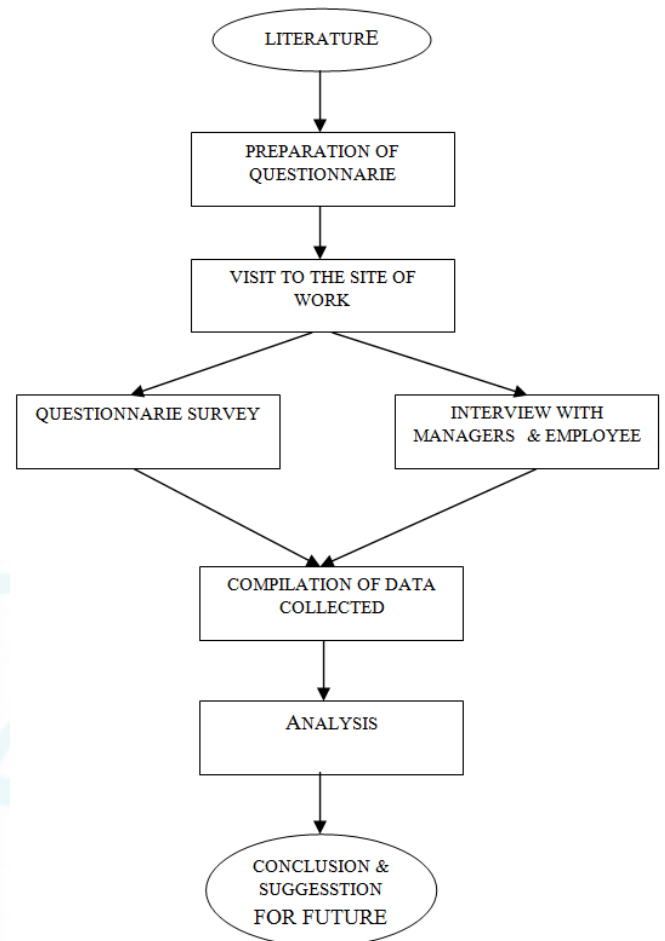 LITERATURE
PREPARATION OF
QUESTIONNARIE
VISIT TO THE SITE OF
WORK
QUESTIONNARIE SURVEY
INTERVIEW WITH
MANAGERS & EMPLOYEE
COMPILATION OF DATA
COLLECTED
ANALYSIS
CONCLUSION &
SUGGESSTION
FOR FUTURE